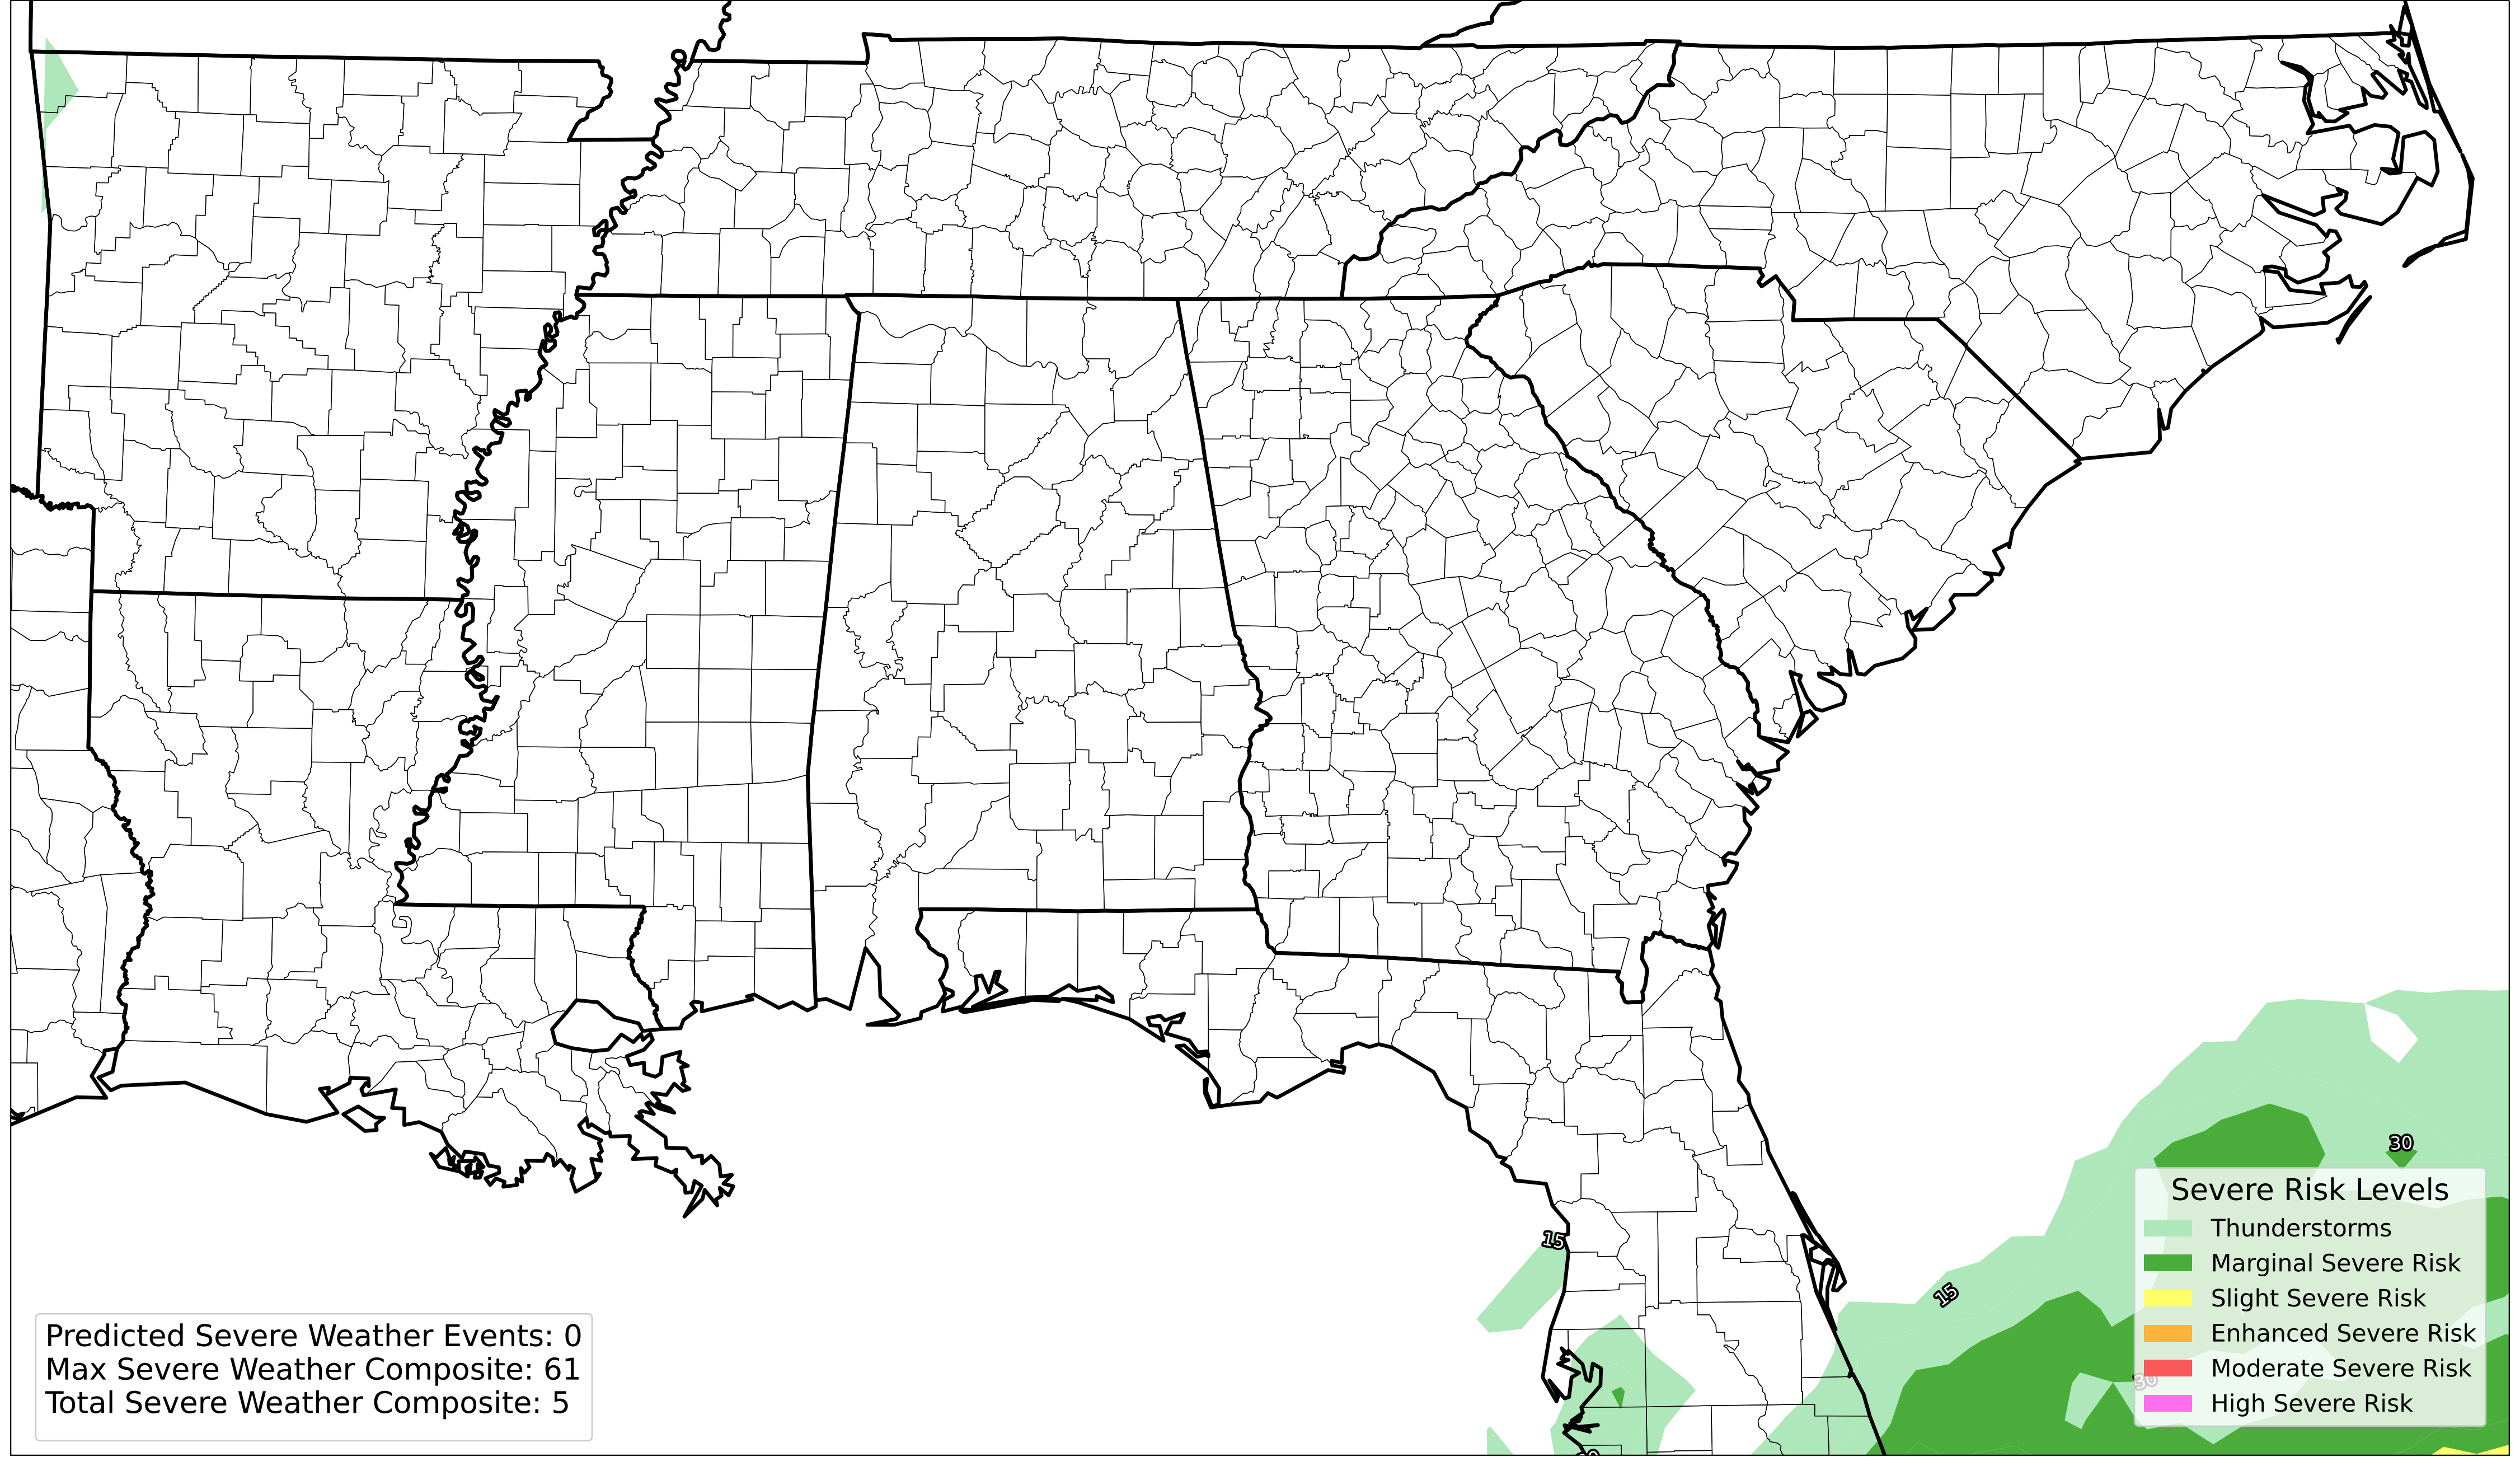 30
Severe Risk Levels
Thunderstorms
Marginal Severe Risk
Slight Severe Risk
Enhanced Severe Risk
Moderate Severe Risk
High Severe Risk
15
15
30
Predicted Severe Weather Events: 0
Max Severe Weather Composite: 61
Total Severe Weather Composite: 5